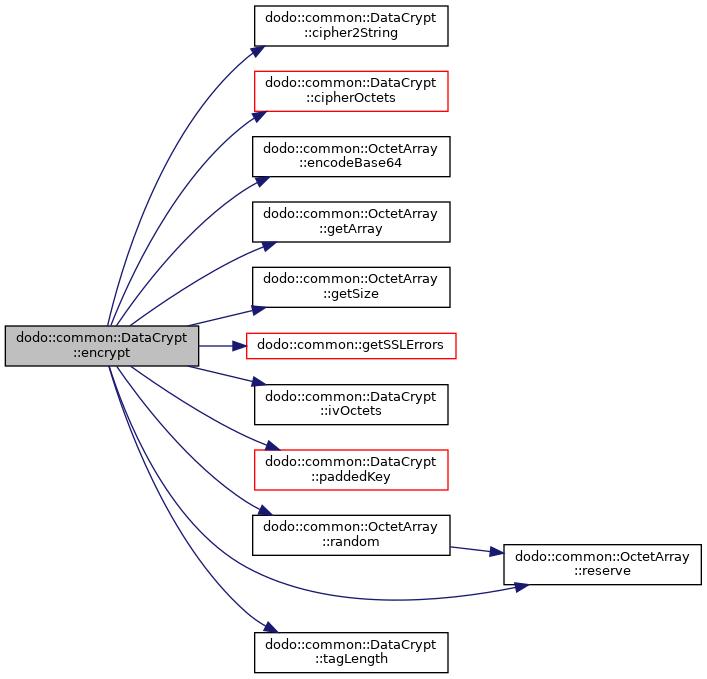 dodo::common::DataCrypt
::cipher2String
dodo::common::DataCrypt
::cipherOctets
dodo::common::OctetArray
::encodeBase64
dodo::common::OctetArray
::getArray
dodo::common::OctetArray
::getSize
dodo::common::DataCrypt
::encrypt
dodo::common::getSSLErrors
dodo::common::DataCrypt
::ivOctets
dodo::common::DataCrypt
::paddedKey
dodo::common::OctetArray
::random
dodo::common::OctetArray
::reserve
dodo::common::DataCrypt
::tagLength